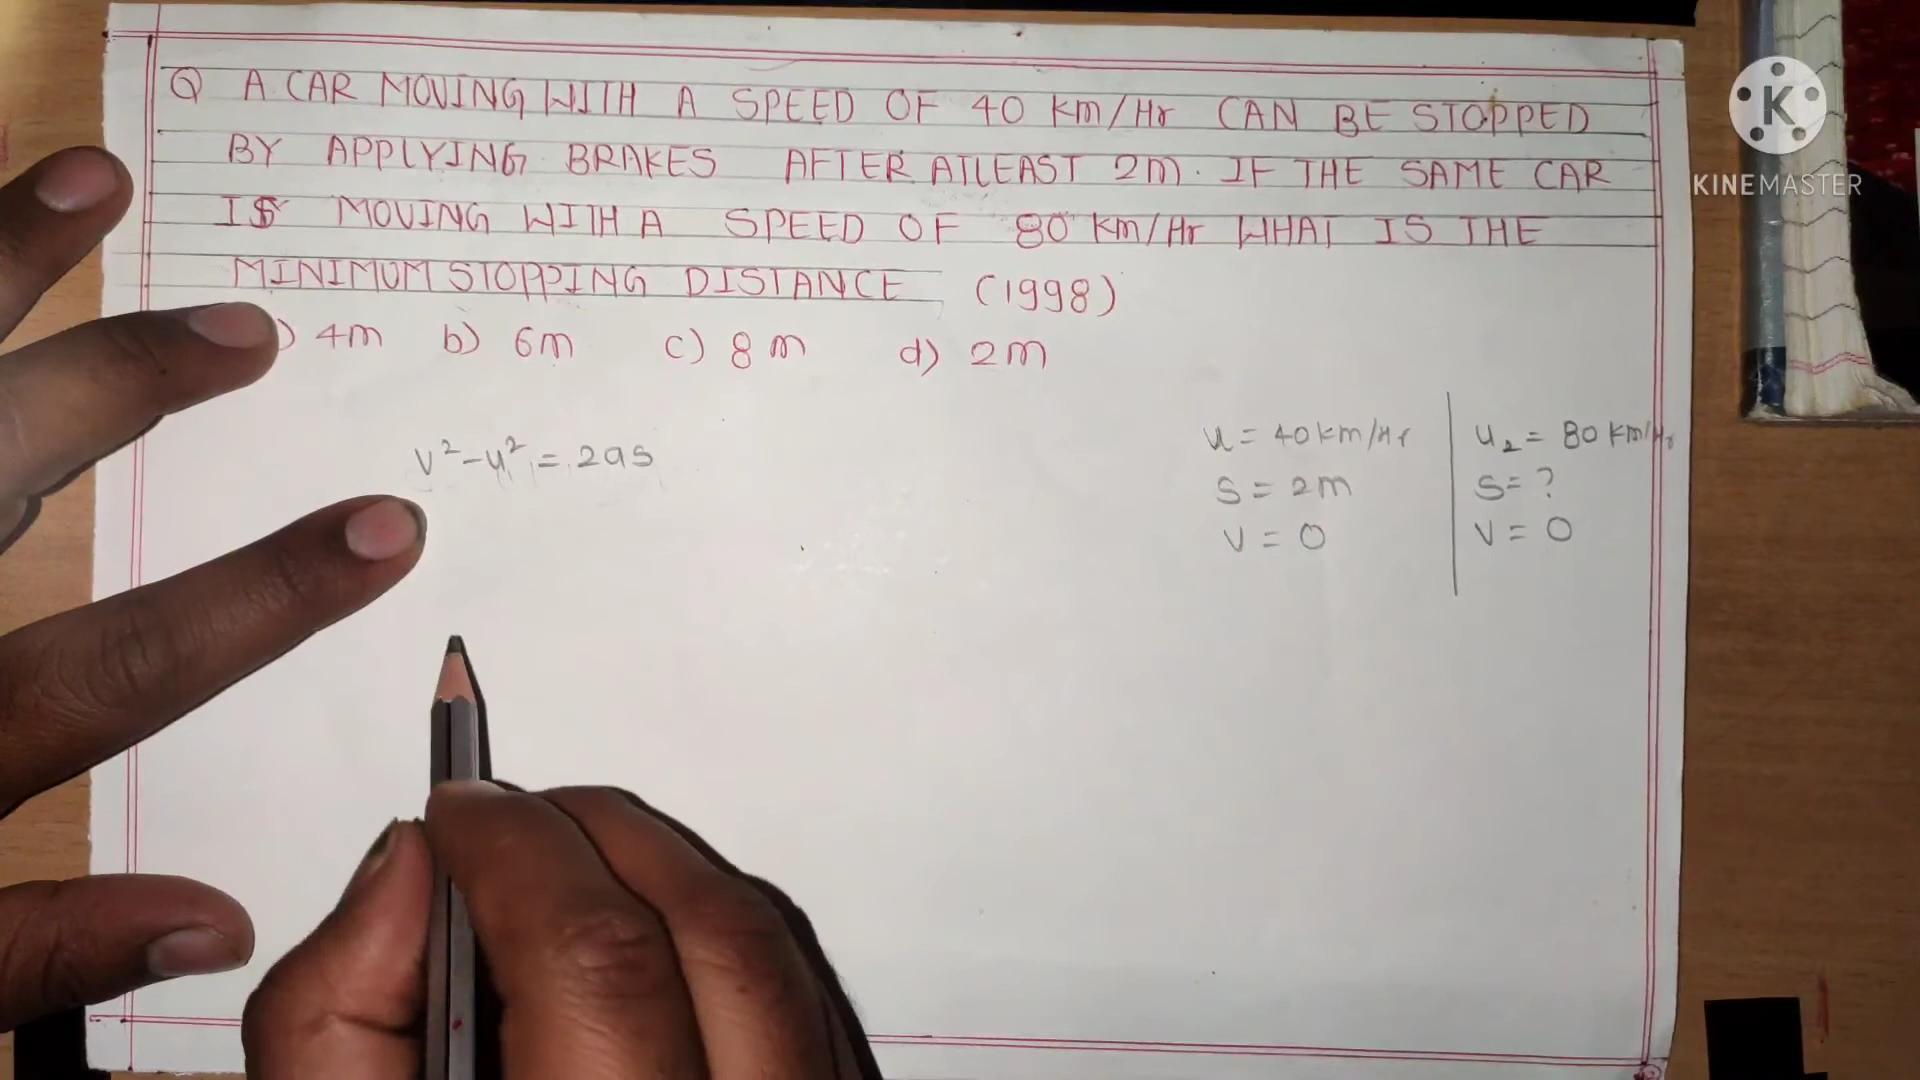 Q A CAR MOVING WITH A SPEED OF 40 KM/Hr CAN BE STOPPED
BY APPLYING BRAKES AFTER ATLEAST 2M. IF THE SAME CAR
IS MOVING WITH A SPEED OF 80 KM/Hr WHAT IS THE
MINIMUM STOPPING DISTANCE (1998)
) 4m b) 6m c) 8 m d) 2m
v² - u² = 2as
u = 40 km/Hr
s = 2m
v = 0
u₂ = 80 km/Hr
s = ?
v = 0
K
KINEMASTER